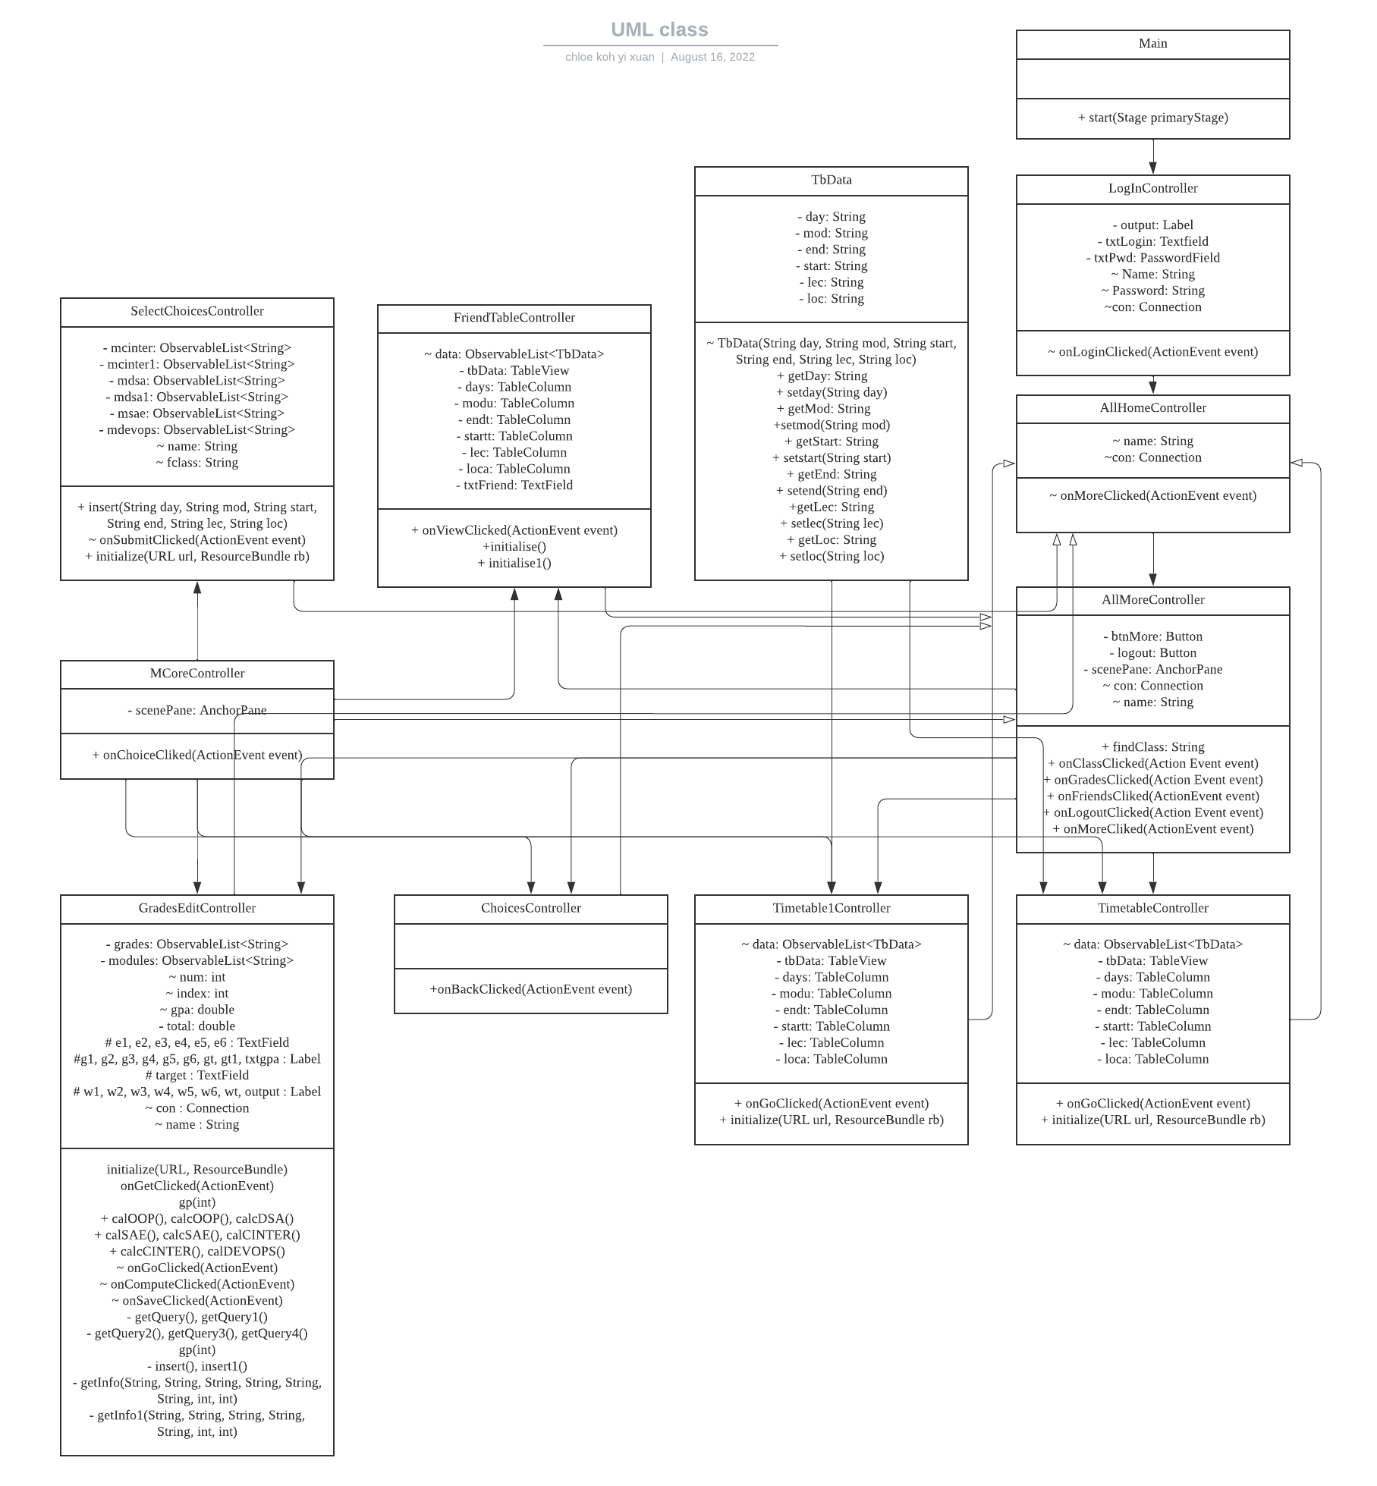 UML class
chloe koh yi xuan | August 16, 2022
Main
+ start(Stage primaryStage)
LogInController
- output: Label
- txtLogin: Textfield
- txtPwd: PasswordField
~ Name: String
~ Password: String
~con: Connection
~ onLoginClicked(ActionEvent event)
AllHomeController
~ name: String
~con: Connection
~ onMoreClicked(ActionEvent event)
TbData
- day: String
- mod: String
- end: String
- start: String
- lec: String
- loc: String
~ TbData(String day, String mod, String start,
String end, String lec, String loc)
+ getDay: String
+ setday(String day)
+ getMod: String
+setmod(String mod)
+ getStart: String
+ setstart(String start)
+ getEnd: String
+ setend(String end)
+getLec: String
+ setlec(String lec)
+ getLoc: String
+ setloc(String loc)
SelectChoicesController
- mcinter: ObservableList<String>
- mcinter1: ObservableList<String>
- mdsa: ObservableList<String>
- mdsa1: ObservableList<String>
- msae: ObservableList<String>
- mdevops: ObservableList<String>
~ name: String
~ fclass: String
+ insert(String day, String mod, String start,
String end, String lec, String loc)
~ onSubmitClicked(ActionEvent event)
+ initialize(URL url, ResourceBundle rb)
FriendTableController
~ data: ObservableList<TbData>
- tbData: TableView
- days: TableColumn
- modu: TableColumn
- endt: TableColumn
- startt: TableColumn
- lec: TableColumn
- loca: TableColumn
- txtFriend: TextField
+ onViewClicked(ActionEvent event)
+initialise()
+ initialise1()
AllMoreController
- btnMore: Button
- logout: Button
- scenePane: AnchorPane
~ con: Connection
~ name: String
+ findClass: String
+ onClassClicked(Action Event event)
+ onGradesClicked(Action Event event)
+ onFriendsCliked(ActionEvent event)
+ onLogoutClicked(Action Event event)
+ onMoreCliked(ActionEvent event)
MCoreController
- scenePane: AnchorPane
+ onChoiceCliked(ActionEvent event)
GradesEditController
- grades: ObservableList<String>
- modules: ObservableList<String>
~ num: int
~ index: int
~ gpa: double
- total: double
# e1, e2, e3, e4, e5, e6 : TextField
#g1, g2, g3, g4, g5, g6, gt, gt1, txtgpa : Label
# target : TextField
# w1, w2, w3, w4, w5, w6, wt, output : Label
~ con : Connection
~ name : String
initialize(URL, ResourceBundle)
onGetClicked(ActionEvent)
gp(int)
+ calOOP(), calcOOP(), calcDSA()
+ calSAE(), calcSAE(), calCINTER()
+ calcCINTER(), calDEVOPS()
~ onGoClicked(ActionEvent)
~ onComputeClicked(ActionEvent)
~ onSaveClicked(ActionEvent)
- getQuery(), getQuery1()
- getQuery2(), getQuery3(), getQuery4()
gp(int)
- insert(), insert1()
- getInfo(String, String, String, String, String,
String, int, int)
- getInfo1(String, String, String, String,
String, int, int)
ChoicesController
+onBackClicked(ActionEvent event)
Timetable1Controller
~ data: ObservableList<TbData>
- tbData: TableView
- days: TableColumn
- modu: TableColumn
- endt: TableColumn
- startt: TableColumn
- lec: TableColumn
- loca: TableColumn
+ onGoClicked(ActionEvent event)
+ initialize(URL url, ResourceBundle rb)
TimetableController
~ data: ObservableList<TbData>
- tbData: TableView
- days: TableColumn
- modu: TableColumn
- endt: TableColumn
- startt: TableColumn
- lec: TableColumn
- loca: TableColumn
+ onGoClicked(ActionEvent event)
+ initialize(URL url, ResourceBundle rb)